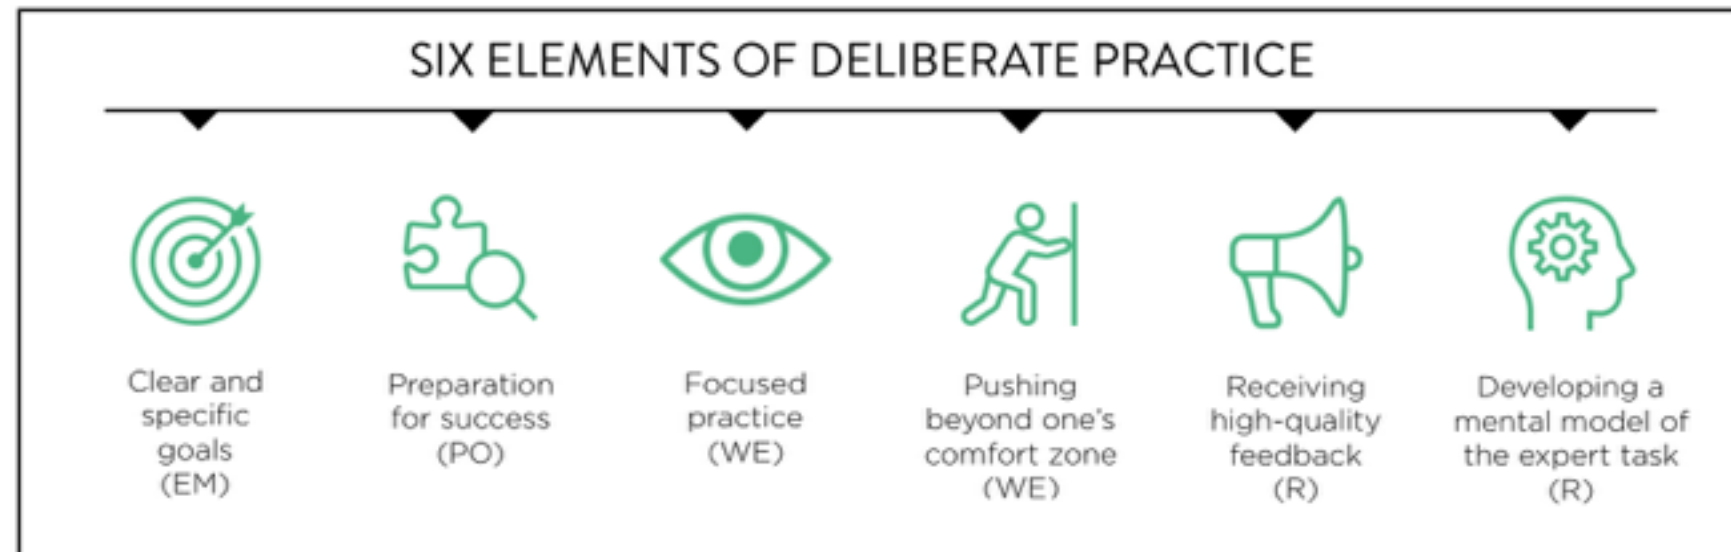 SIX ELEMENTS OF DELIBERATE PRACTICE
Clear and
specific
goals
(EM)
Preparation
for success
(PO)
Focused
practice
(WE)
Pushing
beyond one's
comfort zone
(WE)
Receiving
high-quality
feedback
(R)
Developing a
mental model of
the expert task
(R)